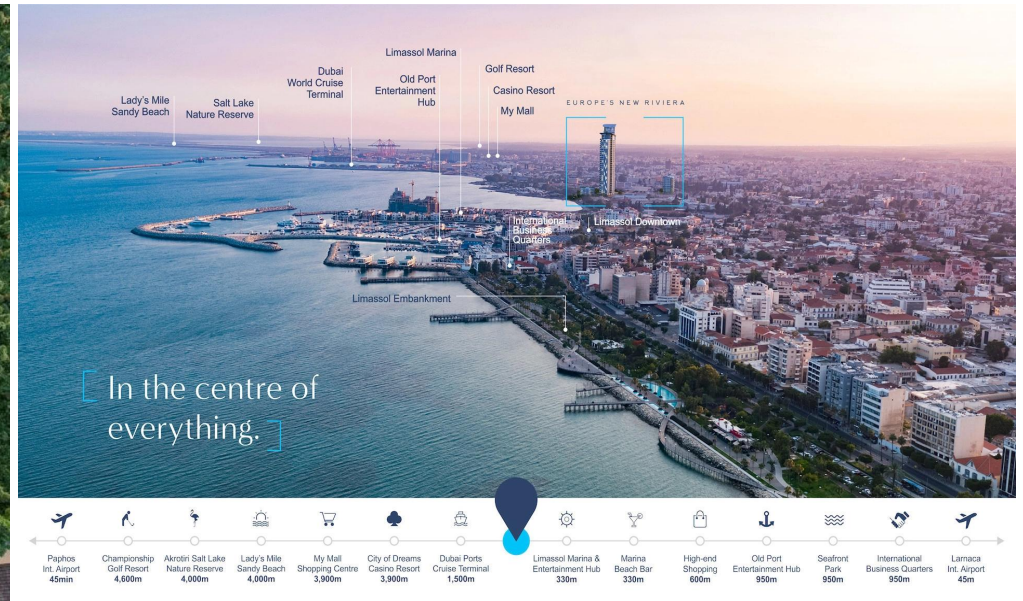 Limassol Marina
Dubai
World Cruise
Terminal
Old Port
Entertainment
Hub
Golf Resort
Casino Resort
My Mall
Lady's Mile
Sandy Beach
Salt Lake
Nature Reserve
EUROPE'S NEW RIVIERA
International
Business
Quarters
Limassol Downtown
Limassol Embankment
In the centre of
everything.
Paphos
Int. Airport
45min
Championship
Golf Resort
4,600m
Akrotiri Salt Lake
Nature Reserve
4,000m
Lady's Mile
Sandy Beach
4,000m
My Mall
Shopping Centre
3,900m
City of Dreams
Casino Resort
3,900m
Dubai Ports
Cruise Terminal
1,500m
Limassol Marina &
Entertainment Hub
330m
Marina
Beach Bar
330m
High-end
Shopping
600m
Old Port
Entertainment Hub
950m
Seafront
Park
950m
International
Business Quarters
950m
Larnaca
Int. Airport
45m